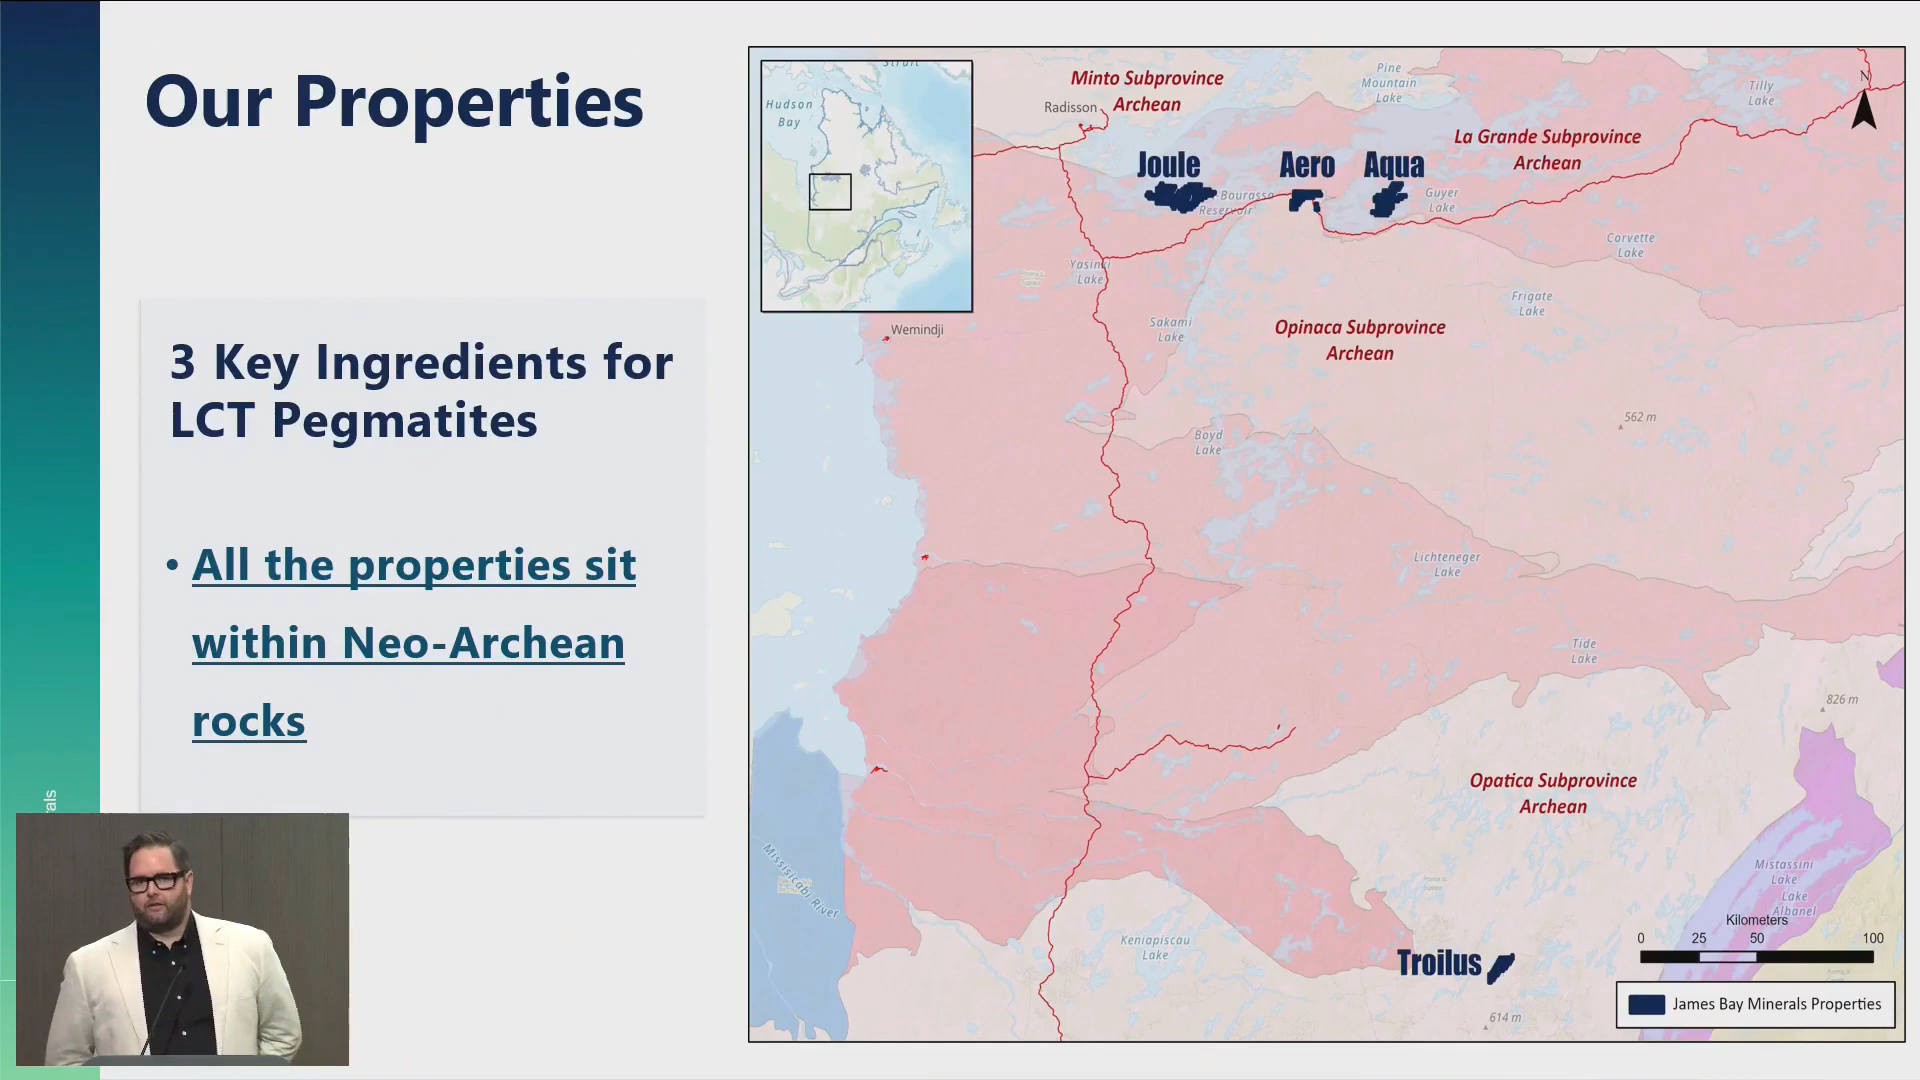 Our Properties
3 Key Ingredients for
LCT Pegmatites
• All the properties sit
within Neo-Archean
rocks
als
Strait
Hudson
Bay
Minto Subprovince
Archean
Radisson
Pine
Mountain
Lake
Tilly
Lake
N
La Grande Subprovince
Archean
Joule
Aero
Aqua
Bourassa
Reservoir
Guyer
Lake
Corvette
Lake
Yasinki
Lake
Frigate
Lake
Sakami
Lake
Wemindji
Opinaca Subprovince
Archean
562 m
Boyd
Lake
Lichteneger
Lake
Tide
Lake
826 m
Opatica Subprovince
Archean
Mississicabi River
Mistassini
Lake
Lake
Albanel
Kilometers
0 25 50 100
Keniapiscau
Lake
Troilus
614 m
James Bay Minerals Properties